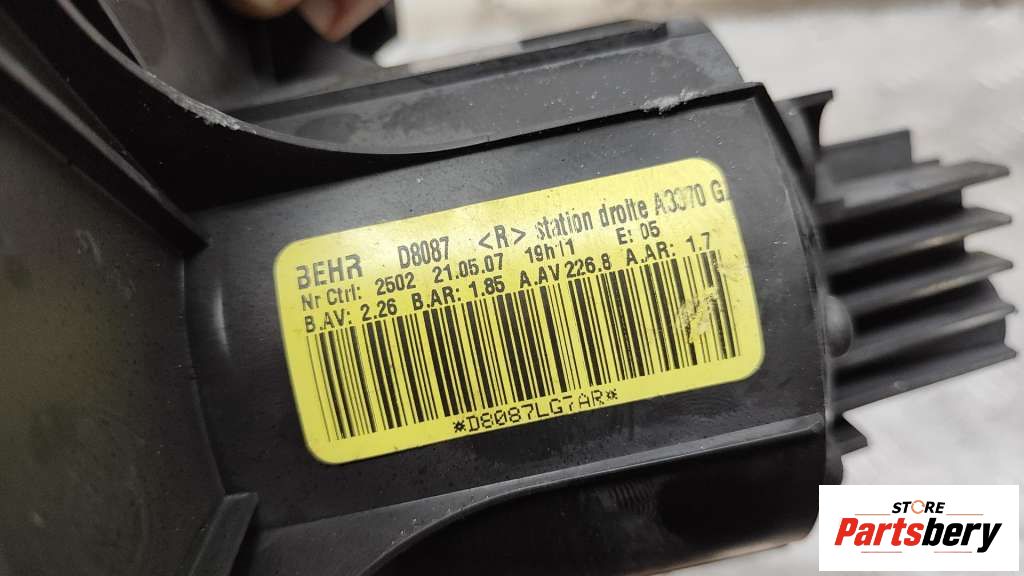 BEHR D8087 <R> station droite A3370 G
Nr Ctrl: 2502 21.05.07 19h11 E: 05
B.AV: 2.26 B.AR: 1.85 A.AV 226.8 A.AR: 1.7
*D8087LG7AR*
STORE
Partsbery